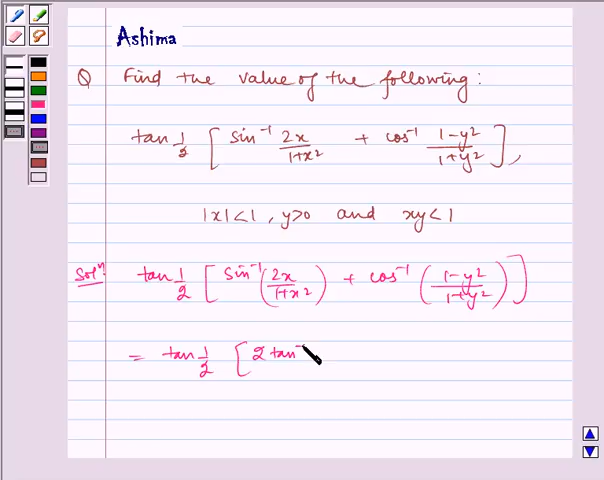 Ashima
Q Find the value of the following:
tan 1/2 [ sin⁻¹ 2x/1+x² + cos⁻¹ 1-y²/1+y² ],
|x|<1, y>0 and xy<1
Solⁿ. tan 1/2 [ sin⁻¹ (2x/1+x²) + cos⁻¹ (1-y²/1+y²) ]
= tan 1/2 [ 2 tan⁻